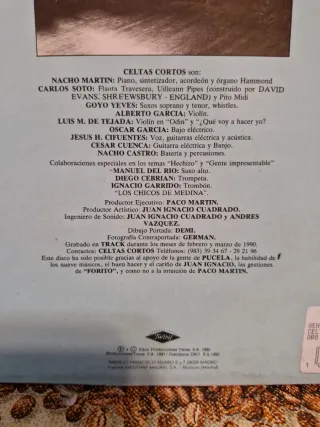 CELTAS CORTOS son:
NACHO MARTIN: Piano, sintetizador, acordeón y órgano Hammond
CARLOS SOTO: Flauta Travesera, Uilleann Pipes (construido por DAVID
EVANS. SHREEWSBURY - ENGLAND) y Pito Midi
GOYO YEVES: Saxos soprano y tenor, whistles.
ALBERTO GARCIA: Violín.
LUIS M. DE TEJADA: Violín en "Odin" y "¿Qué voy a hacer yo?
OSCAR GARCIA: Bajo eléctrico.
JESUS H. CIFUENTES: Voz, guitarras eléctrica y acústica.
CESAR CUENCA: Guitarra eléctrica y Banjo.
NACHO CASTRO: Batería y percusiones.
Colaboraciones especiales en los temas "Hechizo" y "Gente impresentable"
"MANUEL DEL RIO: Saxo alto.
DIEGO CEBRIAN: Trompeta.
IGNACIO GARRIDO: Trombón.
"LOS CHICOS DE MEDINA".
Productor Ejecutivo: PACO MARTIN.
Productor Artístico: JUAN IGNACIO CUADRADO.
Ingeniero de Sonido: JUAN IGNACIO CUADRADO y ANDRES
VAZQUEZ.
Dibujo Portada: DEMI.
Fotografía Contraportada: GERMAN.
Grabado en TRACK durante los meses de febrero y marzo de 1990.
Contactos: CELTAS CORTOS Teléfonos: (983) 39 34 67 - 29 21 96
Este disco ha sido posible gracias al apoyo de la gente de PUCELA, la habilidad de
los nueve músicos, el buen hacer y el cariño de JUAN IGNACIO, las gestiones
de "FORITO", y como no a la intuición de PACO MARTIN.
Twins